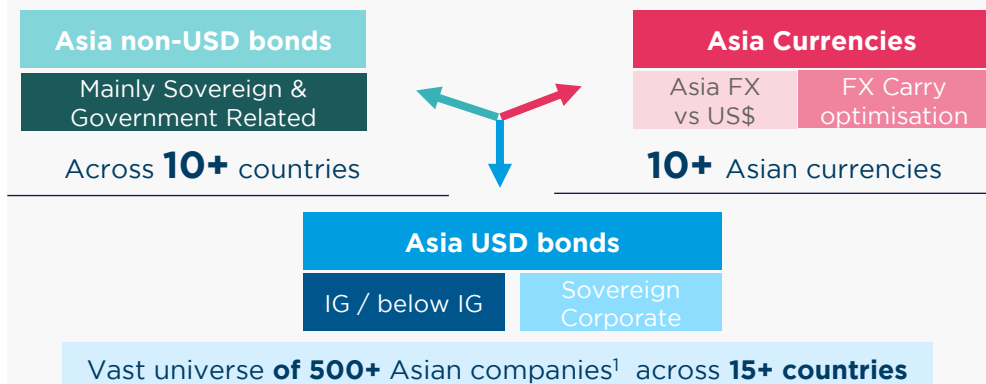 Asia non-USD bonds
Mainly Sovereign &
Government Related
Across 10+ countries
Asia Currencies
Asia FX
vs US$
FX Carry
optimisation
10+ Asian currencies
Asia USD bonds
IG / below IG
Sovereign
Corporate
Vast universe of 500+ Asian companies¹ across 15+ countries